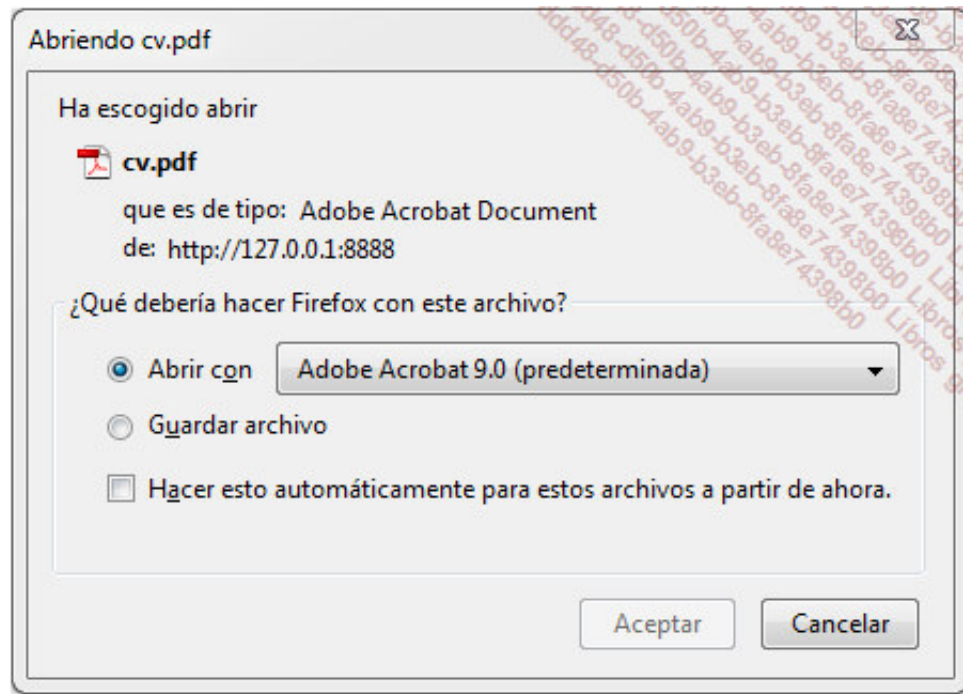 Abriendo cv.pdf
Ha escogido abrir
cv.pdf
que es de tipo: Adobe Acrobat Document
de: http://127.0.0.1:8888
¿Qué debería hacer Firefox con este archivo?
Abrir con Adobe Acrobat 9.0 (predeterminada)
Guardar archivo
Hacer esto automáticamente para estos archivos a partir de ahora.
Aceptar Cancelar